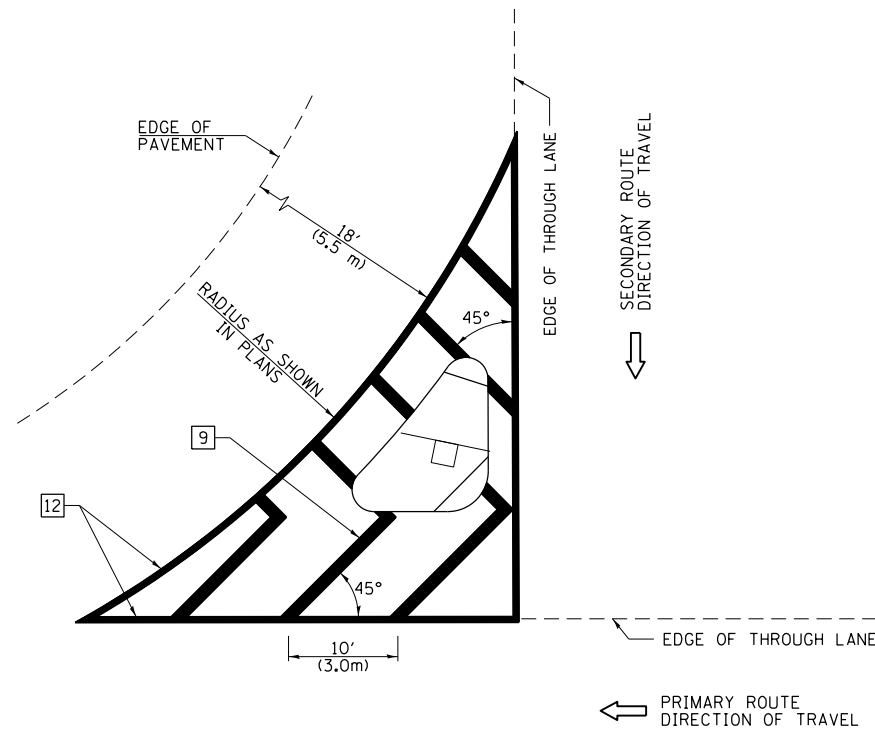 EDGE OF
PAVEMENT
18'
(5.5 m)
RADIUS AS SHOWN
IN PLANS
EDGE OF THROUGH LANE
SECONDARY ROUTE
DIRECTION OF TRAVEL
45°
9
12
45°
10'
(3.0m)
EDGE OF THROUGH LANE
PRIMARY ROUTE
DIRECTION OF TRAVEL